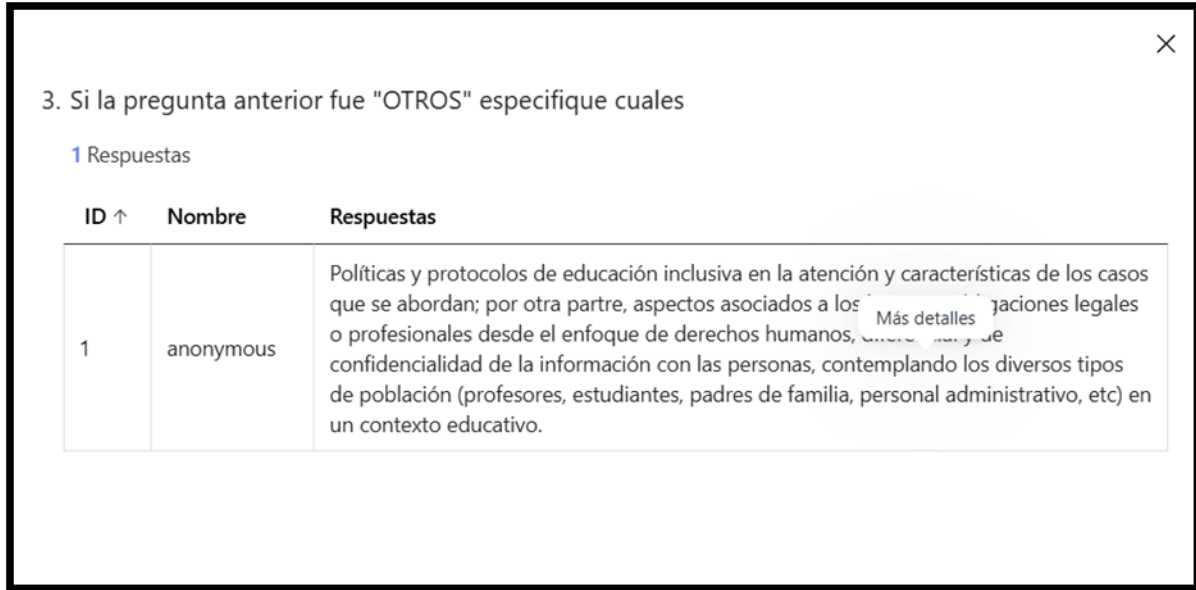 3. Si la pregunta anterior fue "OTROS" especifique cuales
1 Respuestas
ID ↑ Nombre Respuestas
Políticas y protocolos de educación inclusiva en la atención y características de los casos
que se abordan; por otra partre, aspectos asociados a los legales
Más detalles
o profesionales desde el enfoque de derechos humanos, y de
1 anonymous
confidencialidad de la información con las personas, contemplando los diversos tipos
de población (profesores, estudiantes, padres de familia, personal administrativo, etc) en
un contexto educativo.